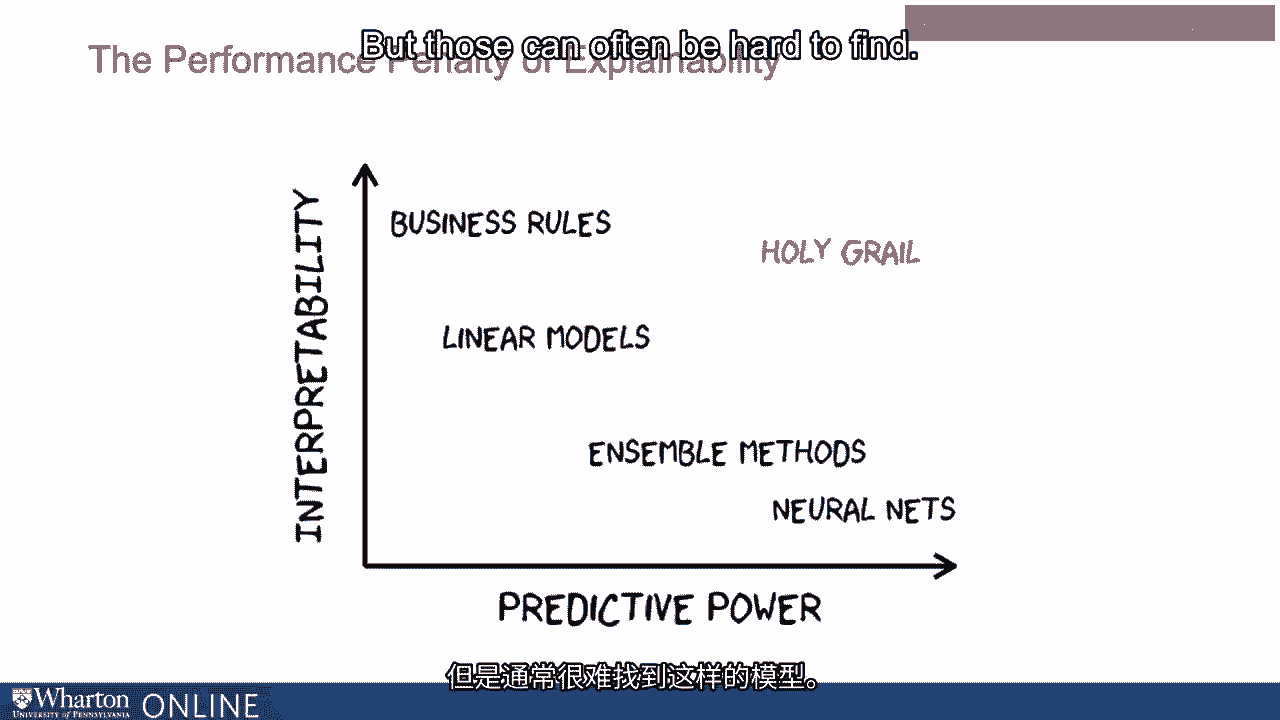 But those can often be hard to find.
The Performance Penalty of Explainability
INTERPRETABILITY
BUSINESS RULES
HOLY GRAIL
LINEAR MODELS
ENSEMBLE METHODS
NEURAL NETS
PREDICTIVE POWER
但是通常很难找到这样的模型。
Wharton ONLINE
UNIVERSITY of PENNSYLVANIA